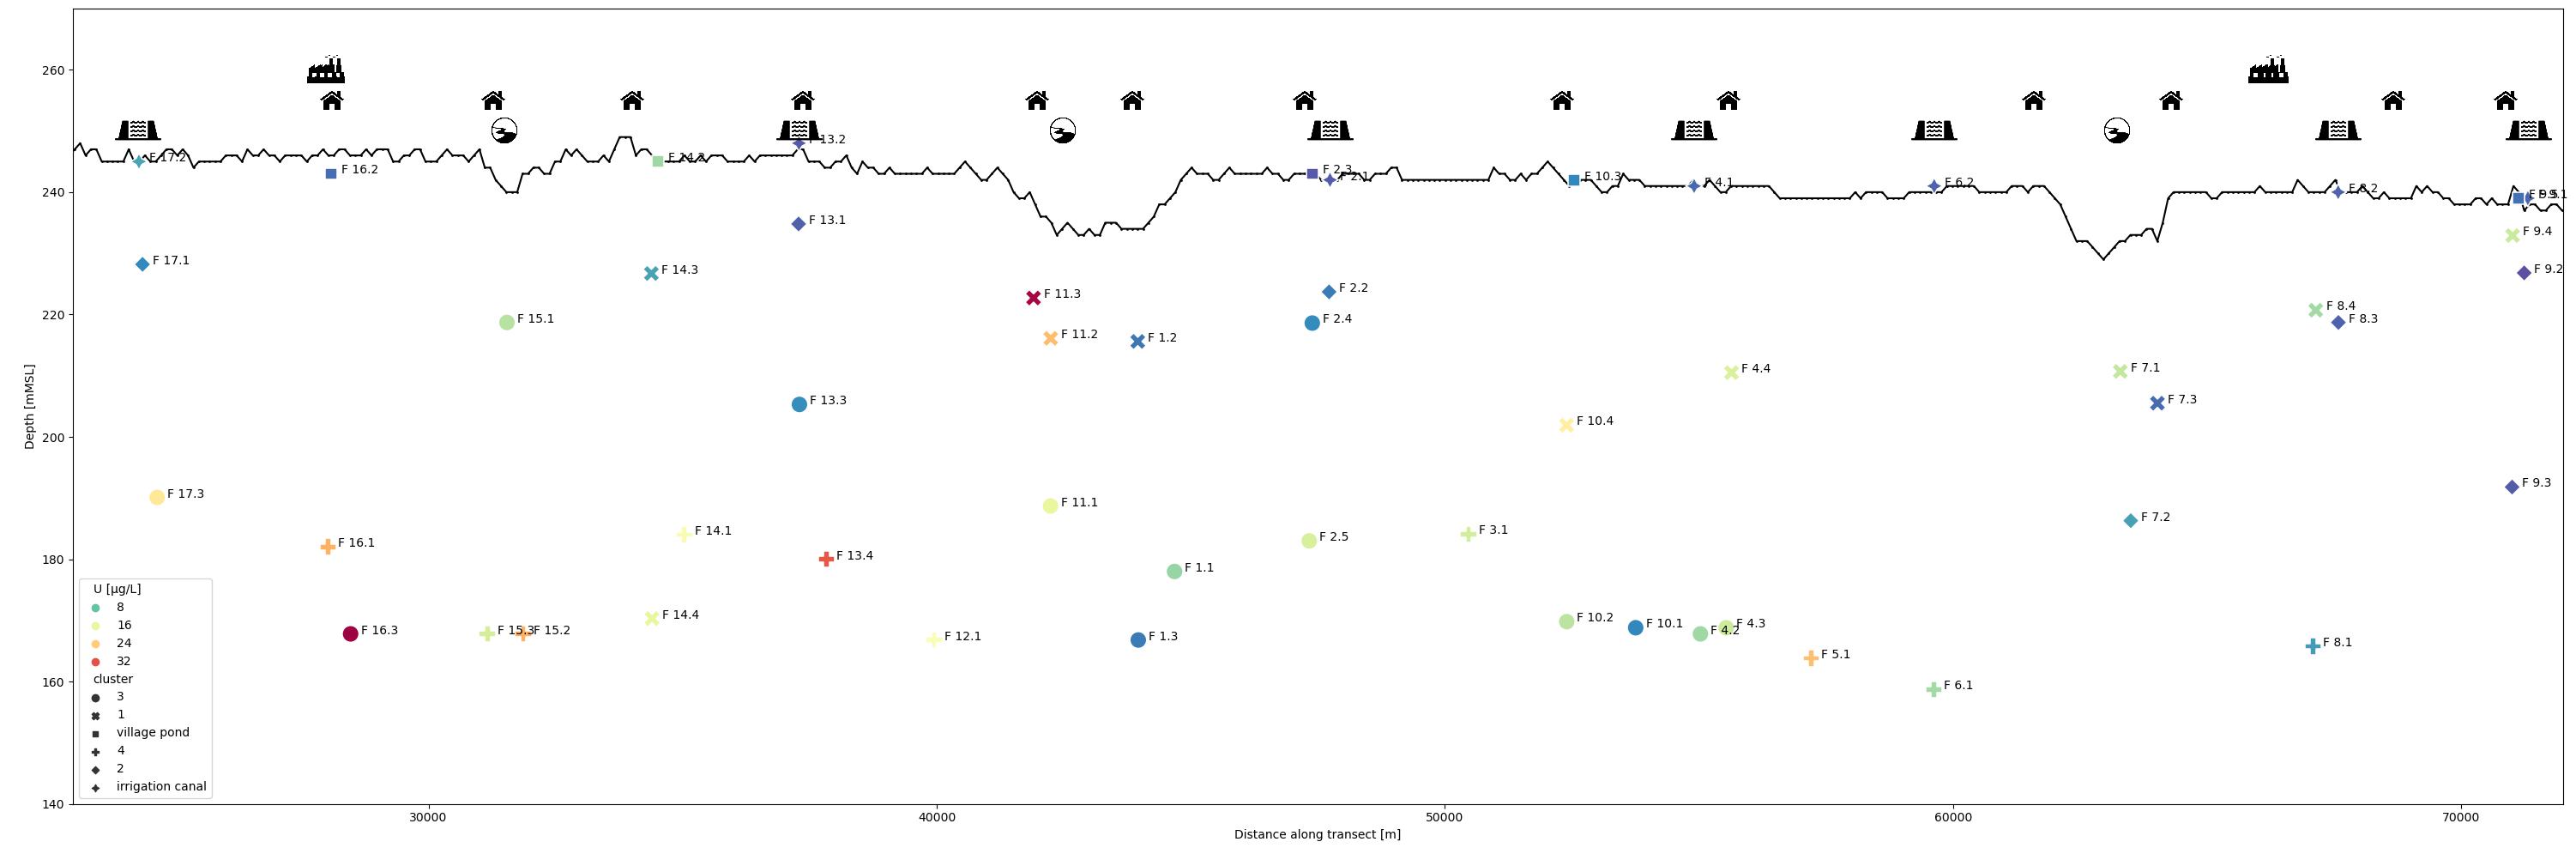 260
F 13.2
F 17.2
F 14.2
F 16.2
F 2.3
F 2.1
F 10.3
F 4.1
F 6.2
F 8.2
F 9.1
240
F 13.1
F 9.4
F 17.1
F 14.3
F 9.2
F 2.2
F 11.3
220
F 15.1
F 2.4
F 8.4
F 8.3
F 11.2
F 1.2
F 4.4
F 7.1
F 13.3
F 7.3
F 10.4
200
Depth [mMSL]
F 17.3
F 11.1
F 9.3
F 16.1
F 14.1
F 13.4
F 2.5
F 3.1
F 7.2
180
F 1.1
F 14.4
F 10.2
F 16.3
F 15.3
F 15.2
F 12.1
F 1.3
F 10.1
F 4.2
F 4.3
F 5.1
F 8.1
160
F 6.1
U [µg/L]
8
16
24
32
cluster
3
1
village pond
4
2
irrigation canal
140
30000
40000
50000
60000
70000
Distance along transect [m]